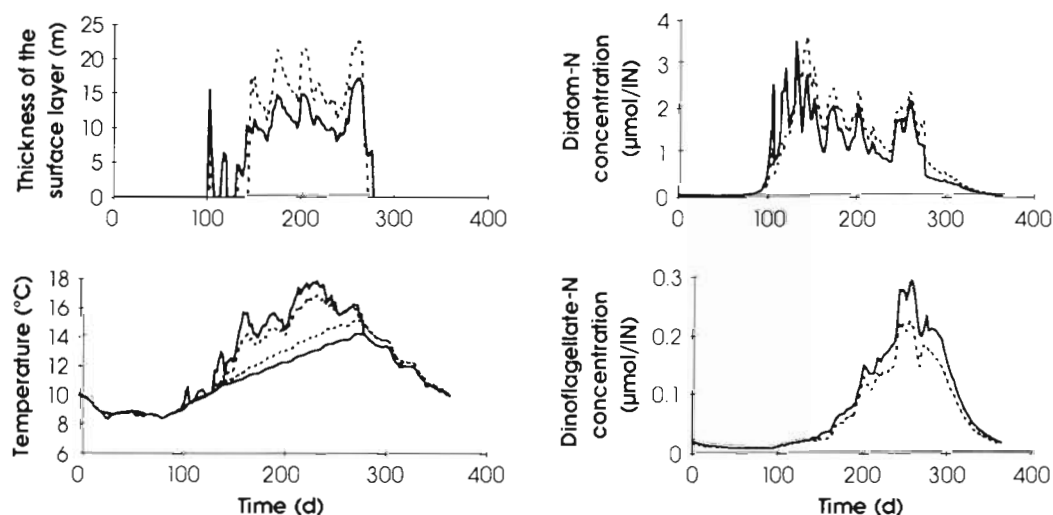 Thickness of the
surface layer (m)
25
20
15
10
5
0
0 100 200 300 400
Diatom-N
concentration
(µmol/lN)
4
3
2
1
0
0 100 200 300 400
Temperature (°C)
18
16
14
12
10
8
6
0 100 200 300 400
Time (d)
Dinoflagellate-N
concentration
(µmol/lN)
0.3
0.2
0.1
0
0 100 200 300 400
Time (d)